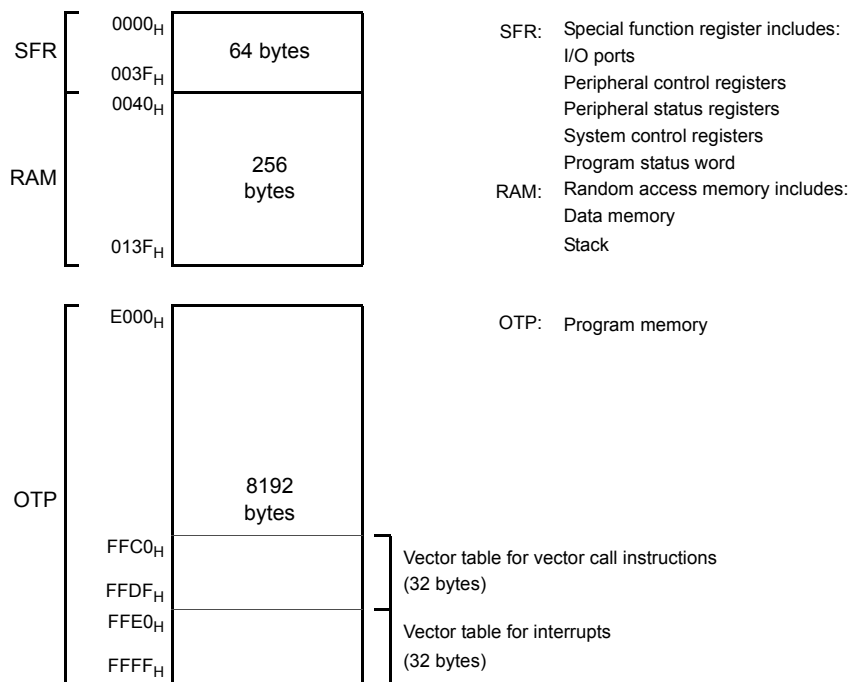 0000H
SFR
64 bytes
003FH
0040H
RAM
256
bytes
013FH
SFR: Special function register includes:
I/O ports
Peripheral control registers
Peripheral status registers
System control registers
Program status word
RAM: Random access memory includes:
Data memory
Stack
E000H
OTP: Program memory
OTP
8192
bytes
FFC0H
FFDFH
Vector table for vector call instructions
(32 bytes)
FFE0H
FFFFH
Vector table for interrupts
(32 bytes)